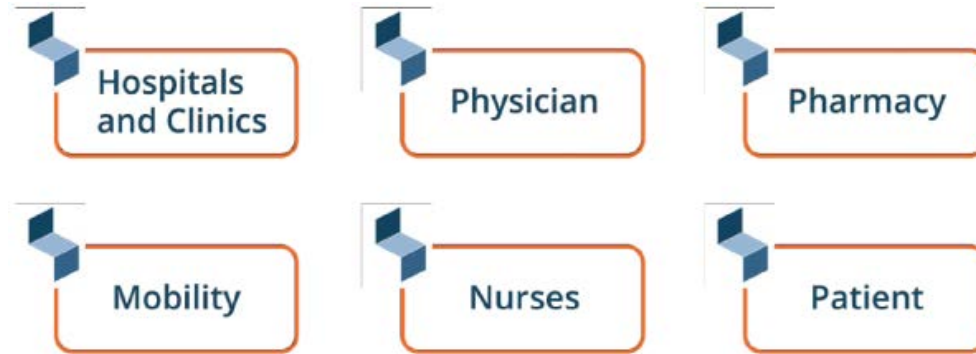 Hospitals
and Clinics
Physician
Pharmacy
Mobility
Nurses
Patient